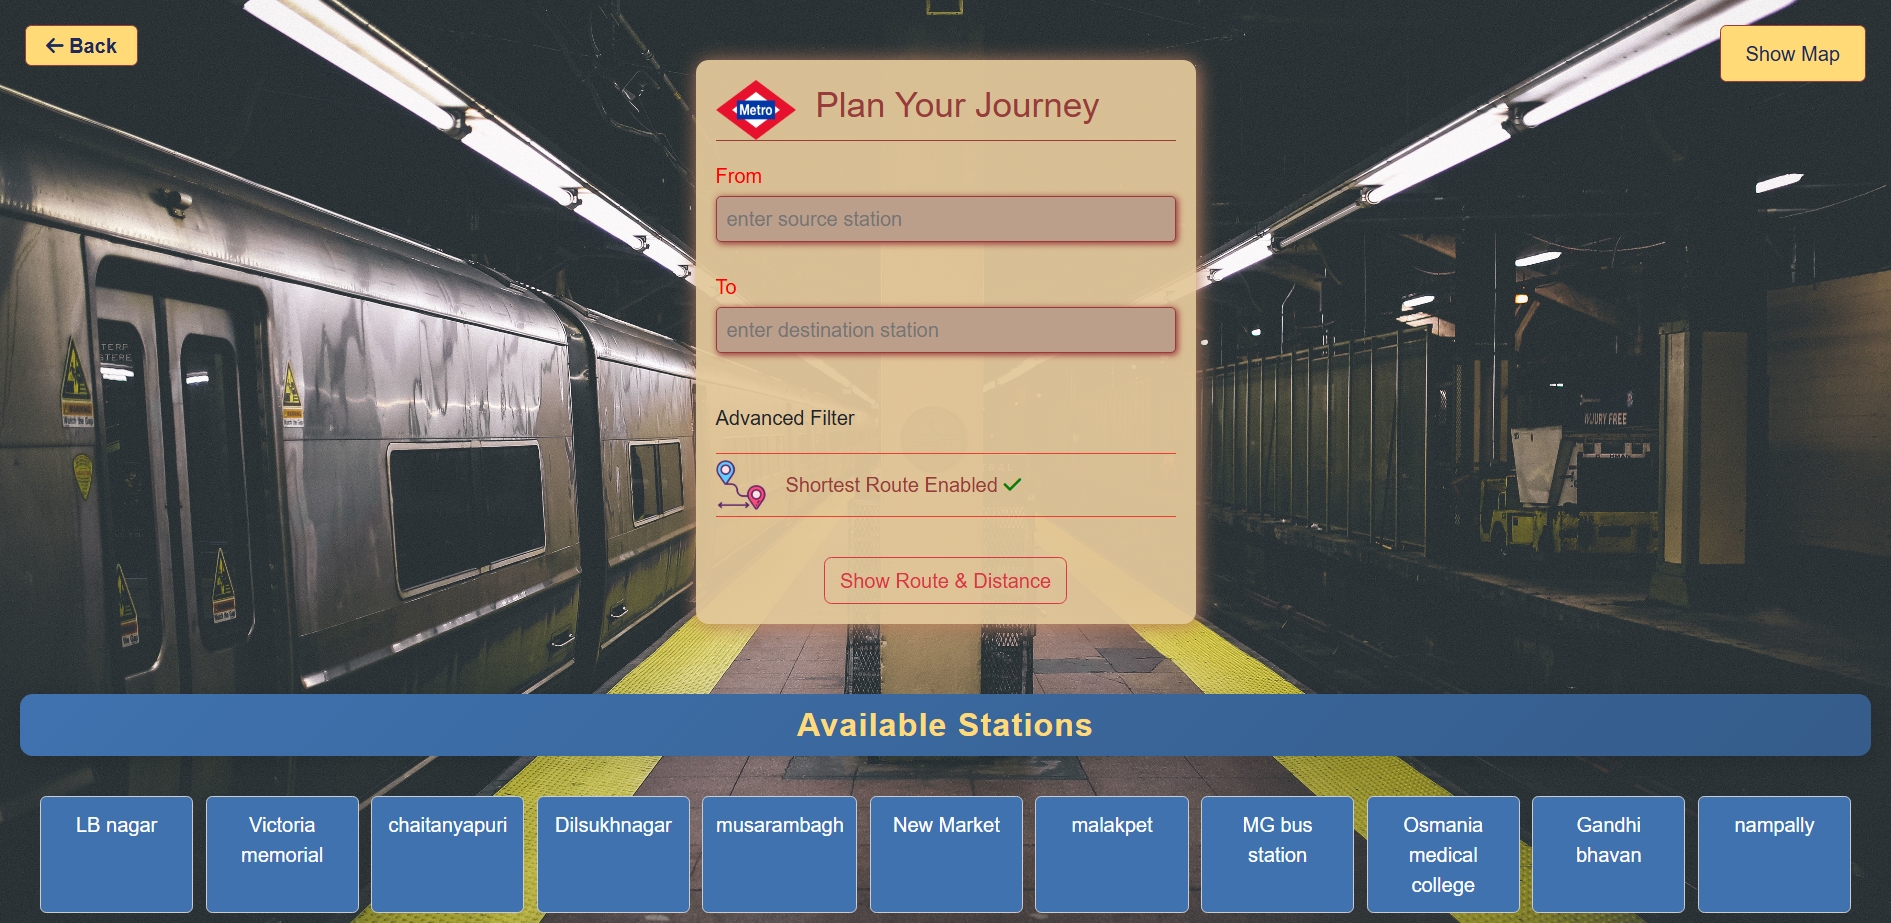 Back
Show Map
Metro
Plan Your Journey
From
enter source station
To
enter destination station
Advanced Filter
Shortest Route Enabled
Show Route & Distance
INJURY FREE
Available Stations
LB nagar
Victoria
memorial
chaitanyapuri
Dilsukhnagar
musarambagh
New Market
malakpet
MG bus
station
Osmania
medical
college
Gandhi
bhavan
nampally